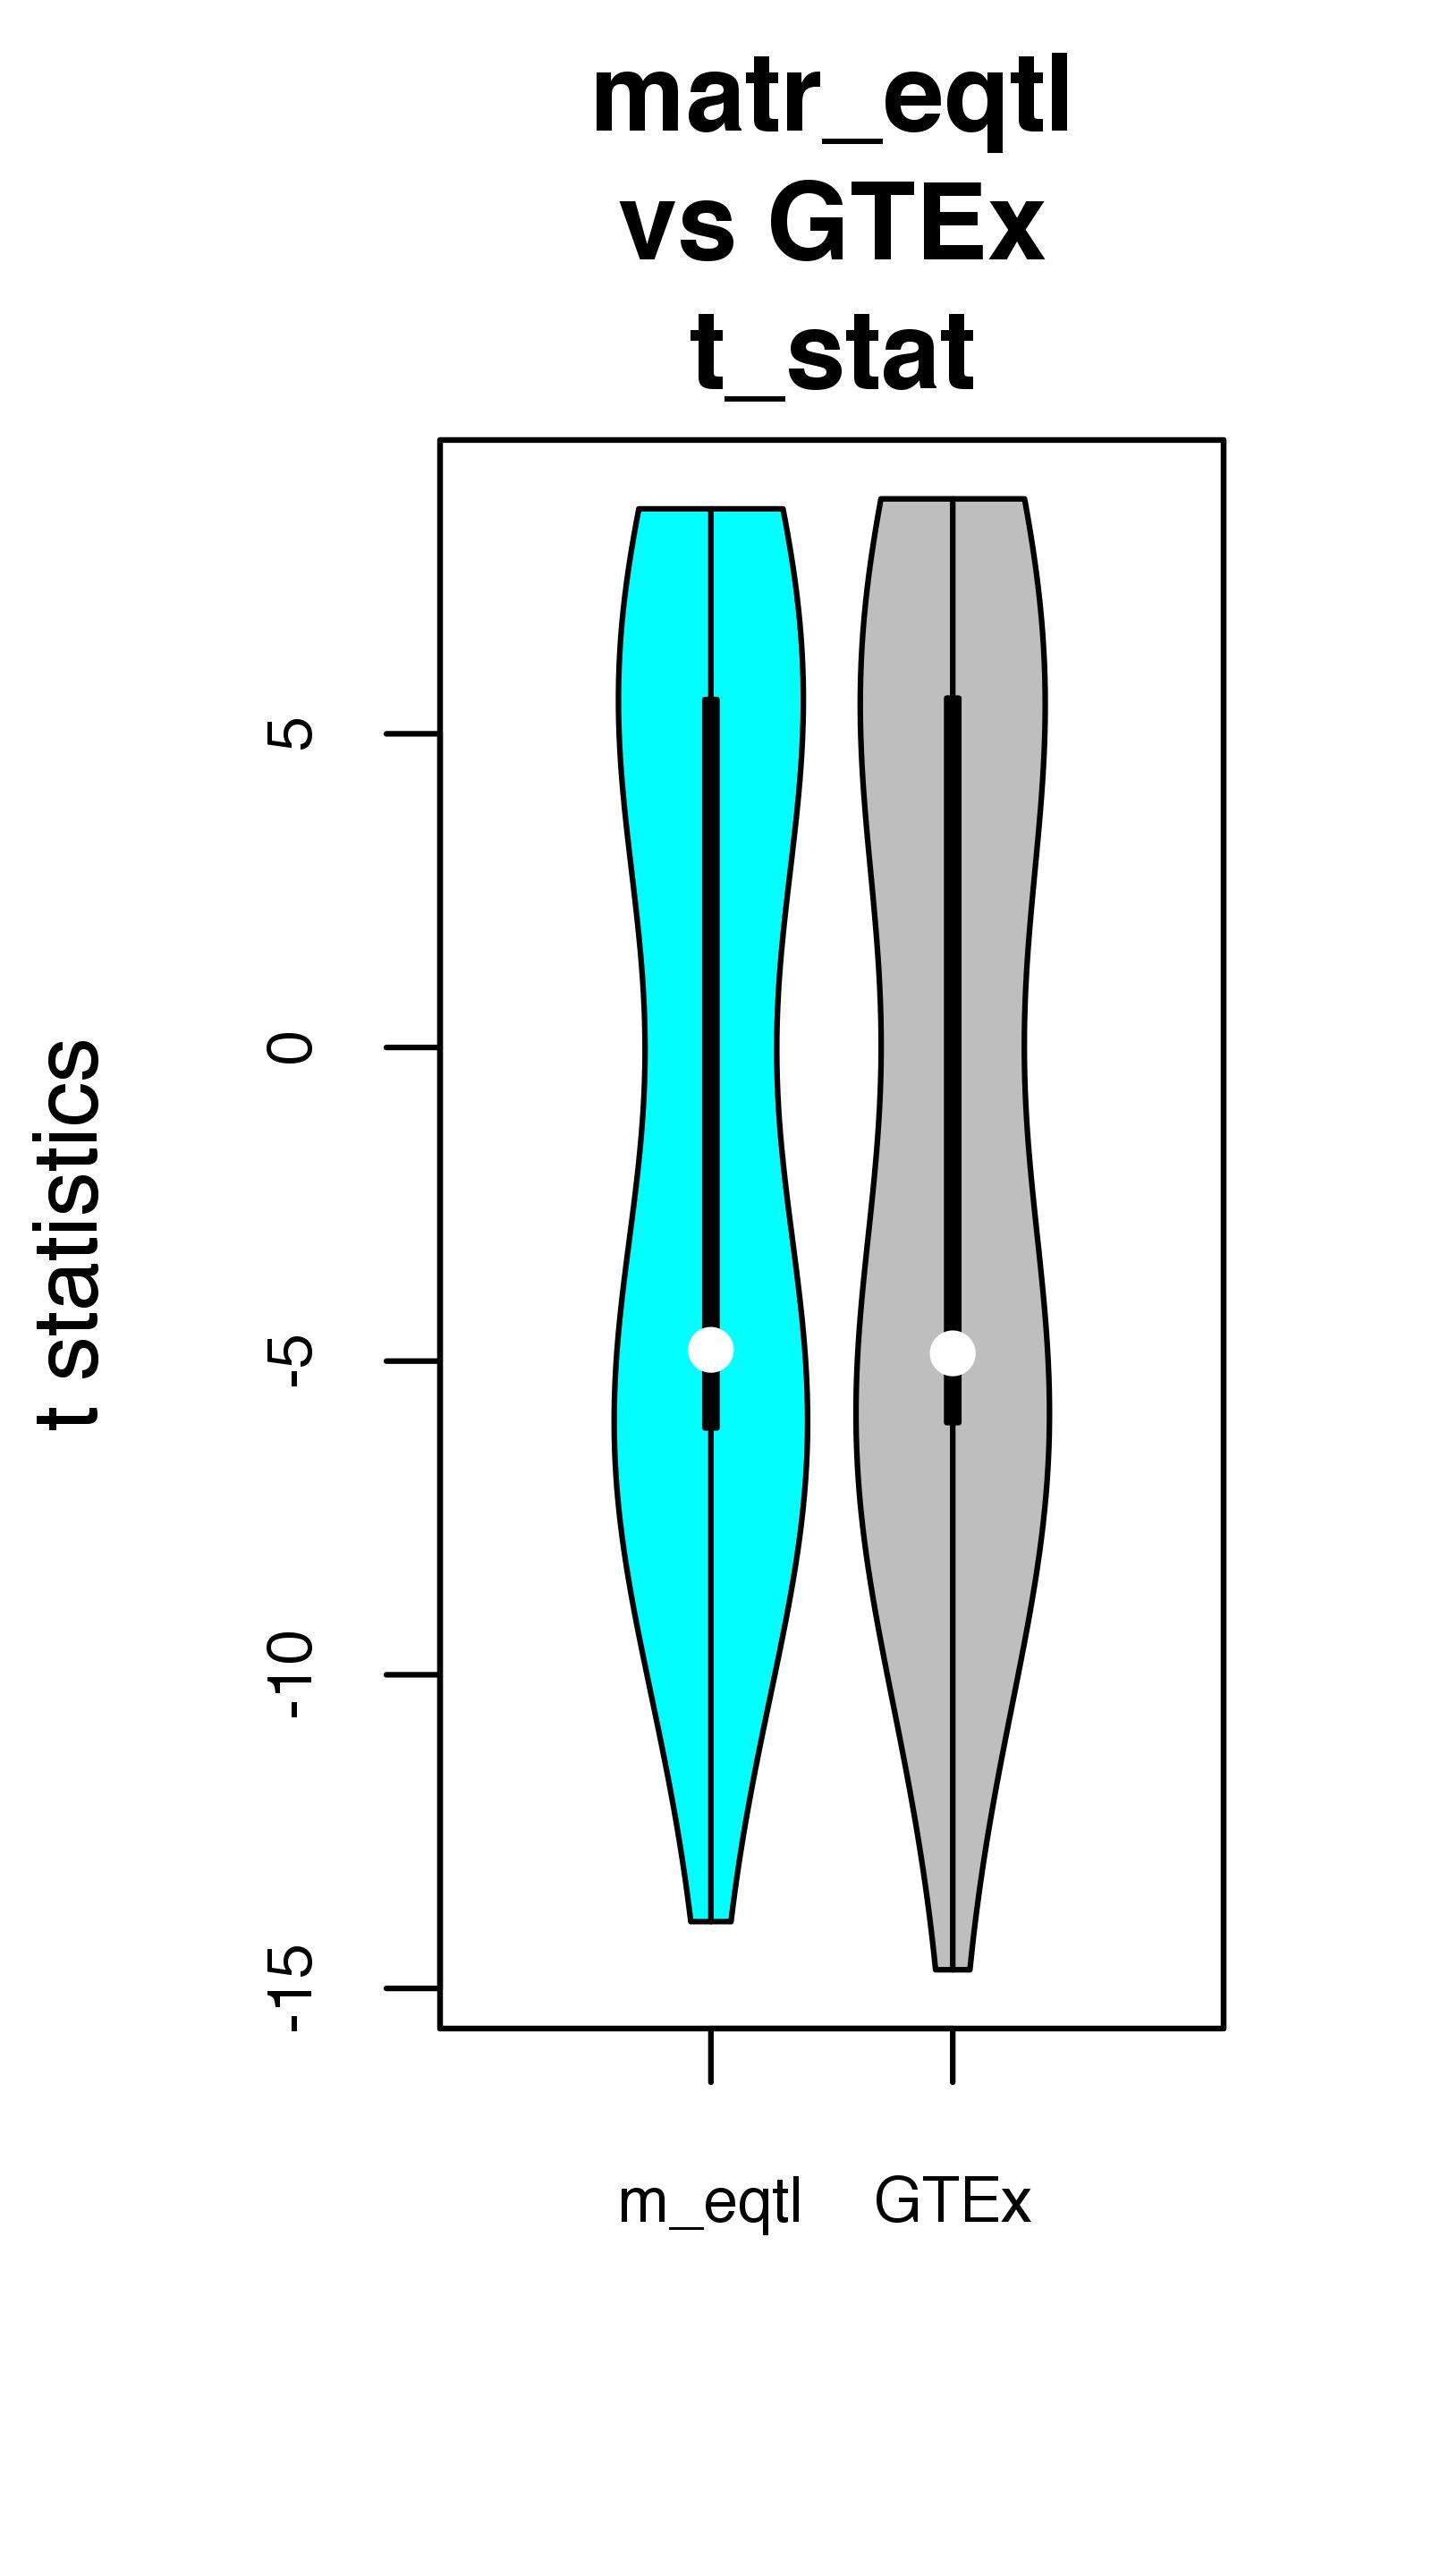 matr_eqtl
vs GTEx
t_stat
t statistics
5
0
-5
-10
-15
m_eqtl
GTEx